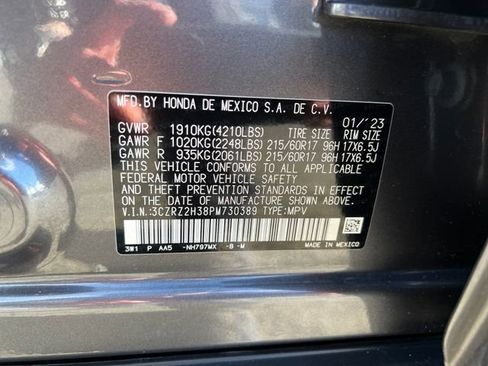 MFD.BY HONDA DE MEXICO S.A. DE C.V. 01/'23
GVWR 1910KG(4210LBS) TIRE SIZE RIM SIZE
GAWR F 1020KG(2248LBS) 215/60R17 96H 17X6.5J
GAWR R 935KG(2061LBS) 215/60R17 96H 17X6.5J
THIS VEHICLE CONFORMS TO ALL APPLICABLE
FEDERAL MOTOR VEHICLE SAFETY, BUMPER,
AND THEFT PREVENTION STANDARDS IN EFFECT
ON THE DATE OF MANUFACTURE SHOWN ABOVE.
V.I.N.:3CZRZ2H38PM730389 TYPE:MPV
3W1 P AA5 -NH797MX -B -M MADE IN MEXICO